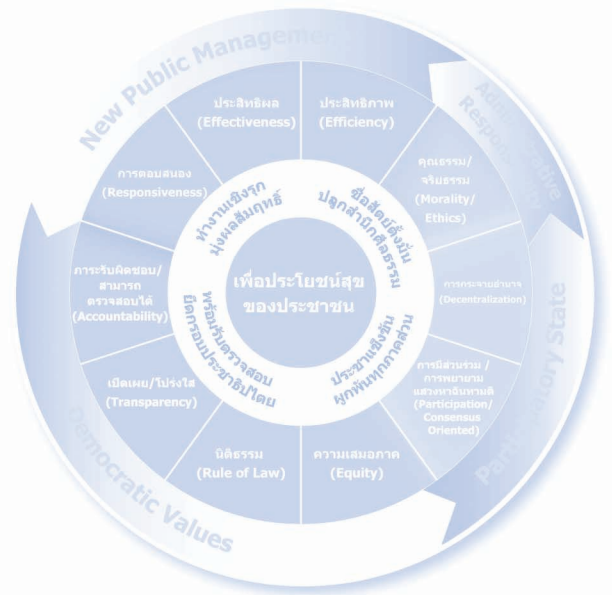 New Public Management
Administrative
Responsibility
Participatory State
Democratic Values
ประสิทธิผล
(Effectiveness)
ประสิทธิภาพ
(Efficiency)
คุณธรรม/
จริยธรรม
(Morality/
Ethics)
การกระจายอำนาจ
(Decentralization)
การมีส่วนร่วม /
การพยายาม
แสวงหาฉันทามติ
(Participation/
Consensus
Oriented)
ความเสมอภาค
(Equity)
นิติธรรม
(Rule of Law)
เปิดเผย/โปร่งใส
(Transparency)
ภาระรับผิดชอบ/
สามารถ
ตรวจสอบได้
(Accountability)
การตอบสนอง
(Responsiveness)
ทำงานเชิงรุก
มุ่งผลสัมฤทธิ์
ซื่อสัตย์ตั้งมั่น
ปลูกสำนึกศีลธรรม
ประชาแข็งขัน
ผูกพันทุกภาคส่วน
พร้อมรับตรวจสอบ
ยึดกรอบประชาธิปไตย
เพื่อประโยชน์สุข
ของประชาชน